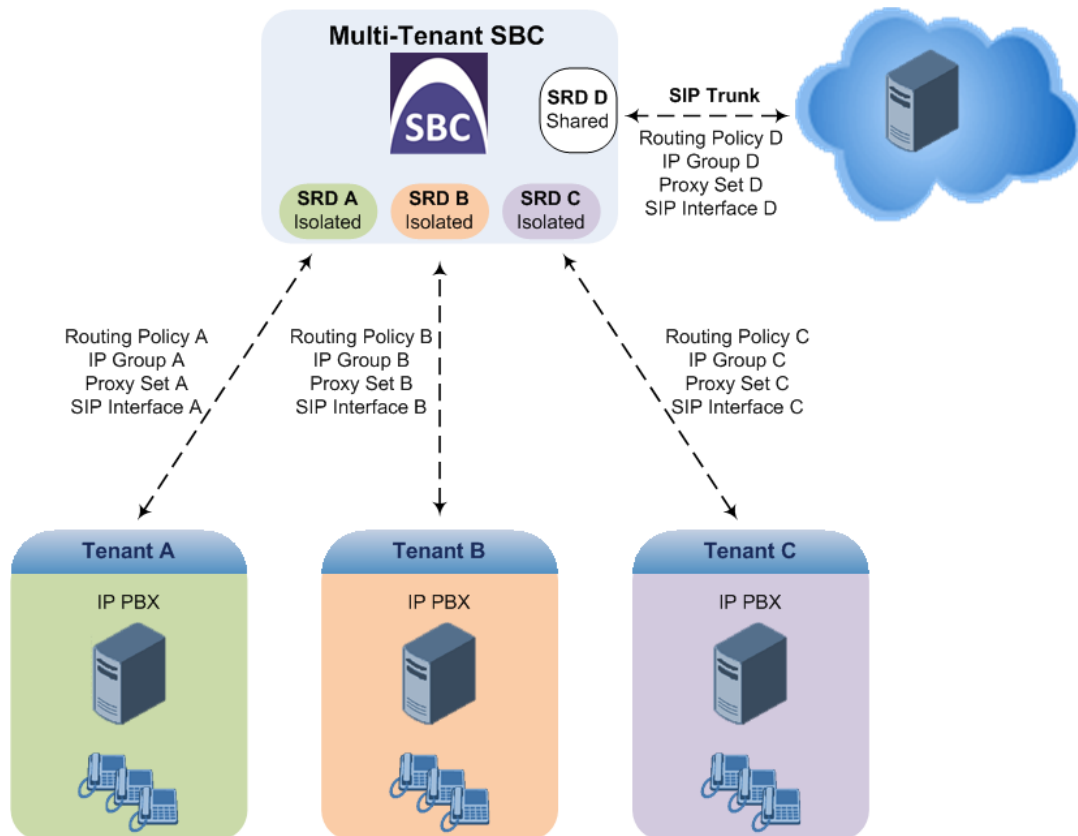 Multi-Tenant SBC
SBC
SRD D
Shared
SIP Trunk
Routing Policy D
IP Group D
Proxy Set D
SIP Interface D
SRD A
Isolated
SRD B
Isolated
SRD C
Isolated
Routing Policy A
IP Group A
Proxy Set A
SIP Interface A
Routing Policy B
IP Group B
Proxy Set B
SIP Interface B
Routing Policy C
IP Group C
Proxy Set C
SIP Interface C
Tenant A
IP PBX
Tenant B
IP PBX
Tenant C
IP PBX